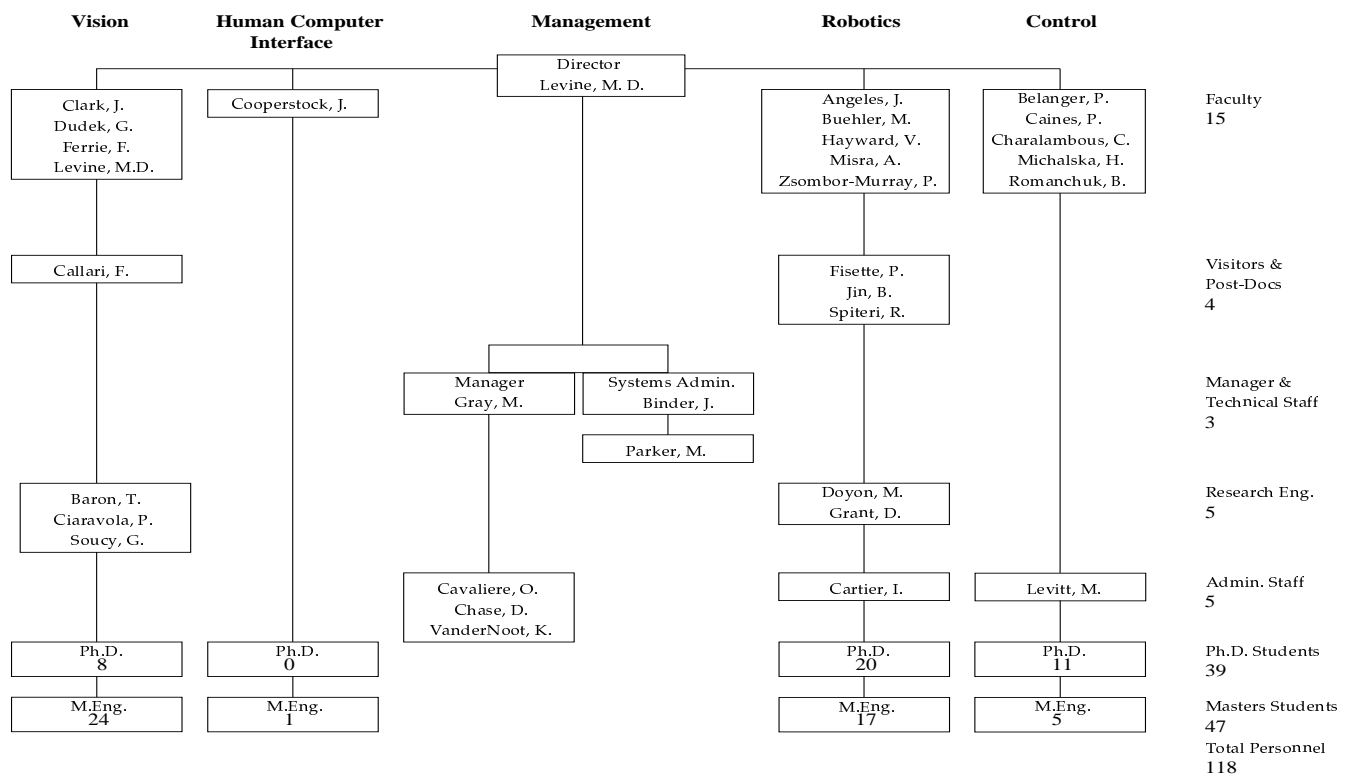 Vision
Human Computer
Interface
Management
Robotics
Control
Director
Levine, M. D.
Clark, J.
Dudek, G.
Ferrie, F.
Levine, M.D.
Cooperstock, J.
Angeles, J.
Buehler, M.
Hayward, V.
Misra, A.
Zsombor-Murray, P.
Belanger, P.
Caines, P.
Charalambous, C.
Michalska, H.
Romanchuk, B.
Faculty
15
Callari, F.
Fisette, P.
Jin, B.
Spiteri, R.
Visitors &
Post-Docs
4
Manager
Gray, M.
Systems Admin.
Binder, J.
Parker, M.
Manager &
Technical Staff
3
Baron, T.
Ciaravola, P.
Soucy, G.
Doyon, M.
Grant, D.
Research Eng.
5
Cavaliere, O.
Chase, D.
VanderNoot, K.
Cartier, I.
Levitt, M.
Admin. Staff
5
Ph.D.
8
Ph.D.
0
Ph.D.
20
Ph.D.
11
Ph.D. Students
39
M.Eng.
24
M.Eng.
1
M.Eng.
17
M.Eng.
5
Masters Students
47
Total Personnel
118